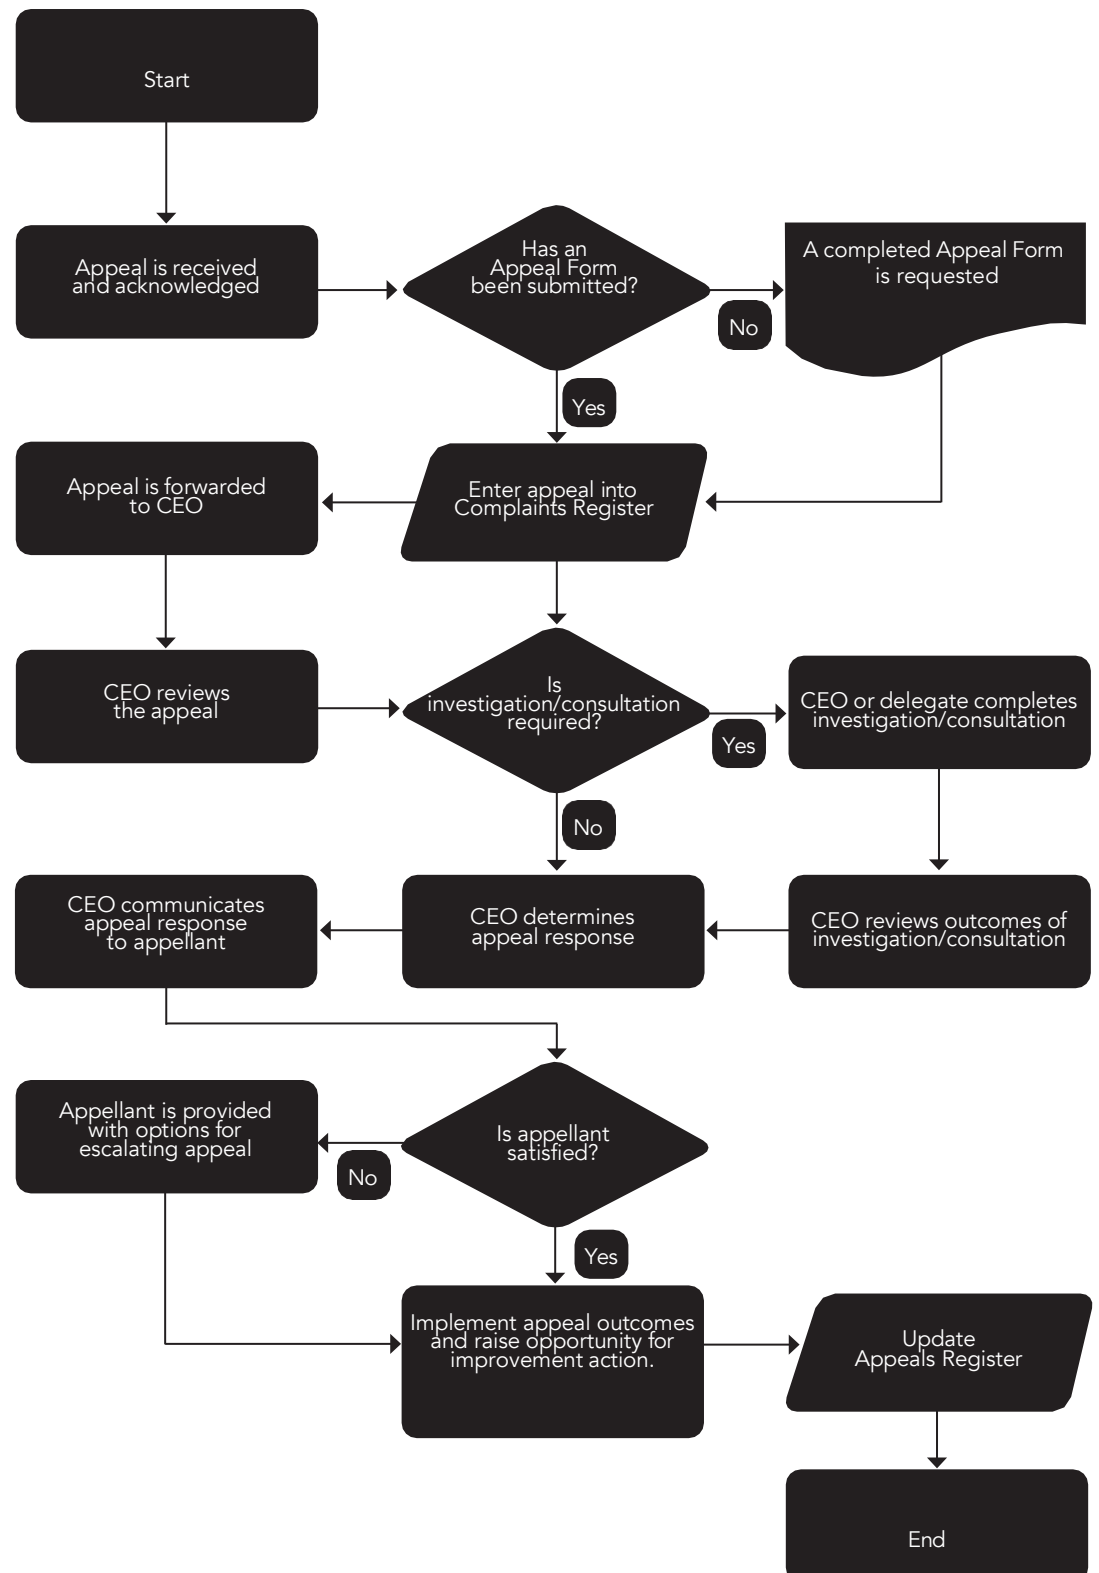 Start
Appeal is received
and acknowledged
Has an
Appeal Form
been submitted?
No
A completed Appeal Form
is requested
Yes
Appeal is forwarded
to CEO
Enter appeal into
Complaints Register
CEO reviews
the appeal
Is
investigation/consultation
required?
Yes
CEO or delegate completes
investigation/consultation
No
CEO communicates
appeal response
to appellant
CEO determines
appeal response
CEO reviews outcomes of
investigation/consultation
Appellant is provided
with options for
escalating appeal
No
Is appellant
satisfied?
Yes
Implement appeal outcomes
and raise opportunity for
improvement action.
Update
Appeals Register
End